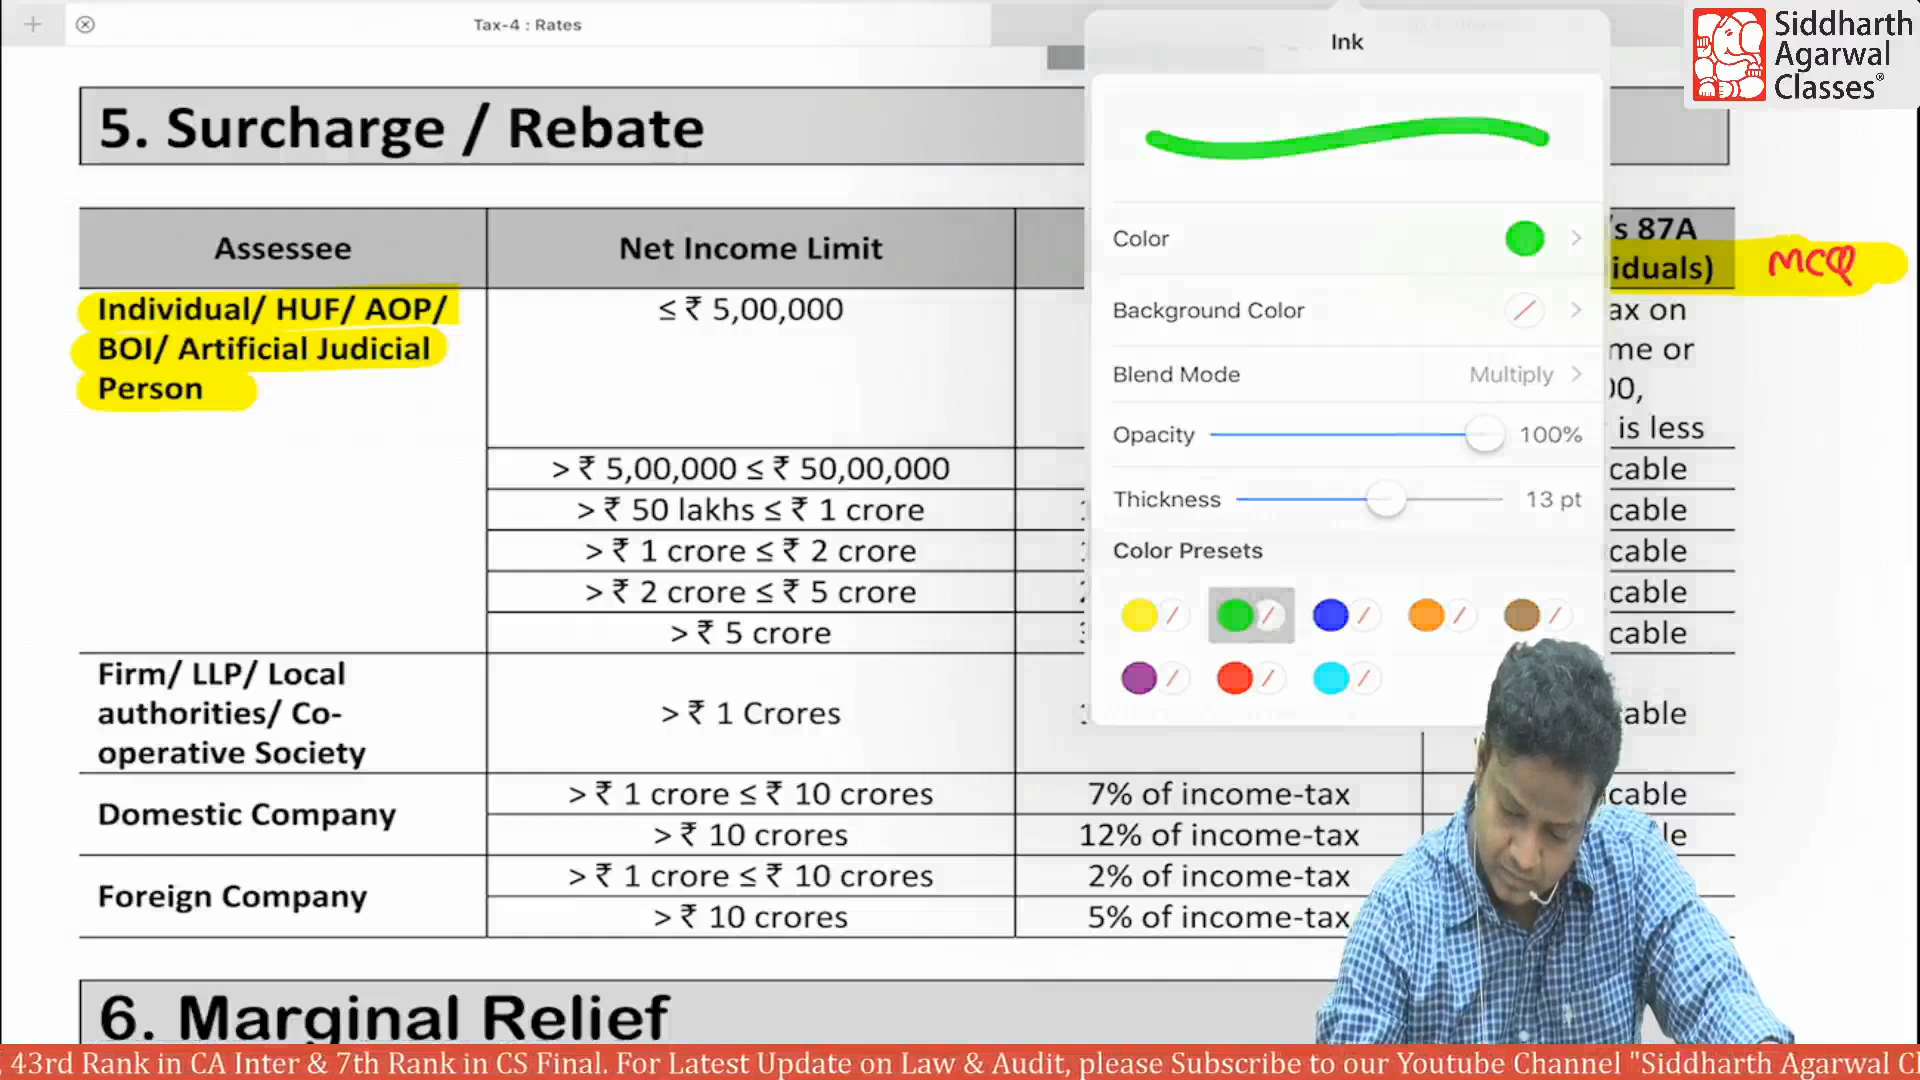 Tax-4 : Rates
Ink
Siddharth
Agarwal
Classes®
5. Surcharge / Rebate
Assessee
Net Income Limit
's 87A
iduals)
MCQ
Individual/ HUF/ AOP/
BOI/ Artificial Judicial
Person
≤ ₹ 5,00,000
ax on
me or
00,
is less
> ₹ 5,00,000 ≤ ₹ 50,00,000
cable
> ₹ 50 lakhs ≤ ₹ 1 crore
cable
> ₹ 1 crore ≤ ₹ 2 crore
cable
> ₹ 2 crore ≤ ₹ 5 crore
cable
> ₹ 5 crore
cable
Firm/ LLP/ Local
authorities/ Co-
operative Society
> ₹ 1 Crores
cable
Domestic Company
> ₹ 1 crore ≤ ₹ 10 crores
7% of income-tax
cable
> ₹ 10 crores
12% of income-tax
le
Foreign Company
> ₹ 1 crore ≤ ₹ 10 crores
2% of income-tax
> ₹ 10 crores
5% of income-tax
Color
Background Color
Blend Mode Multiply
Opacity 100%
Thickness 13 pt
Color Presets
6. Marginal Relief
43rd Rank in CA Inter & 7th Rank in CS Final. For Latest Update on Law & Audit, please Subscribe to our Youtube Channel "Siddharth Agarwal Cl